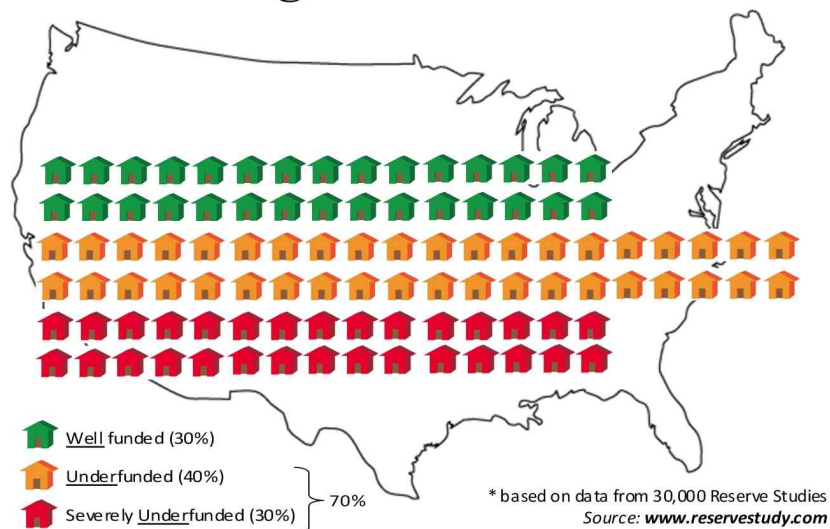 Well funded (30%)
Underfunded (40%)
70%
Severely Underfunded (30%)
* based on data from 30,000 Reserve Studies
Source: www.reservestudy.com